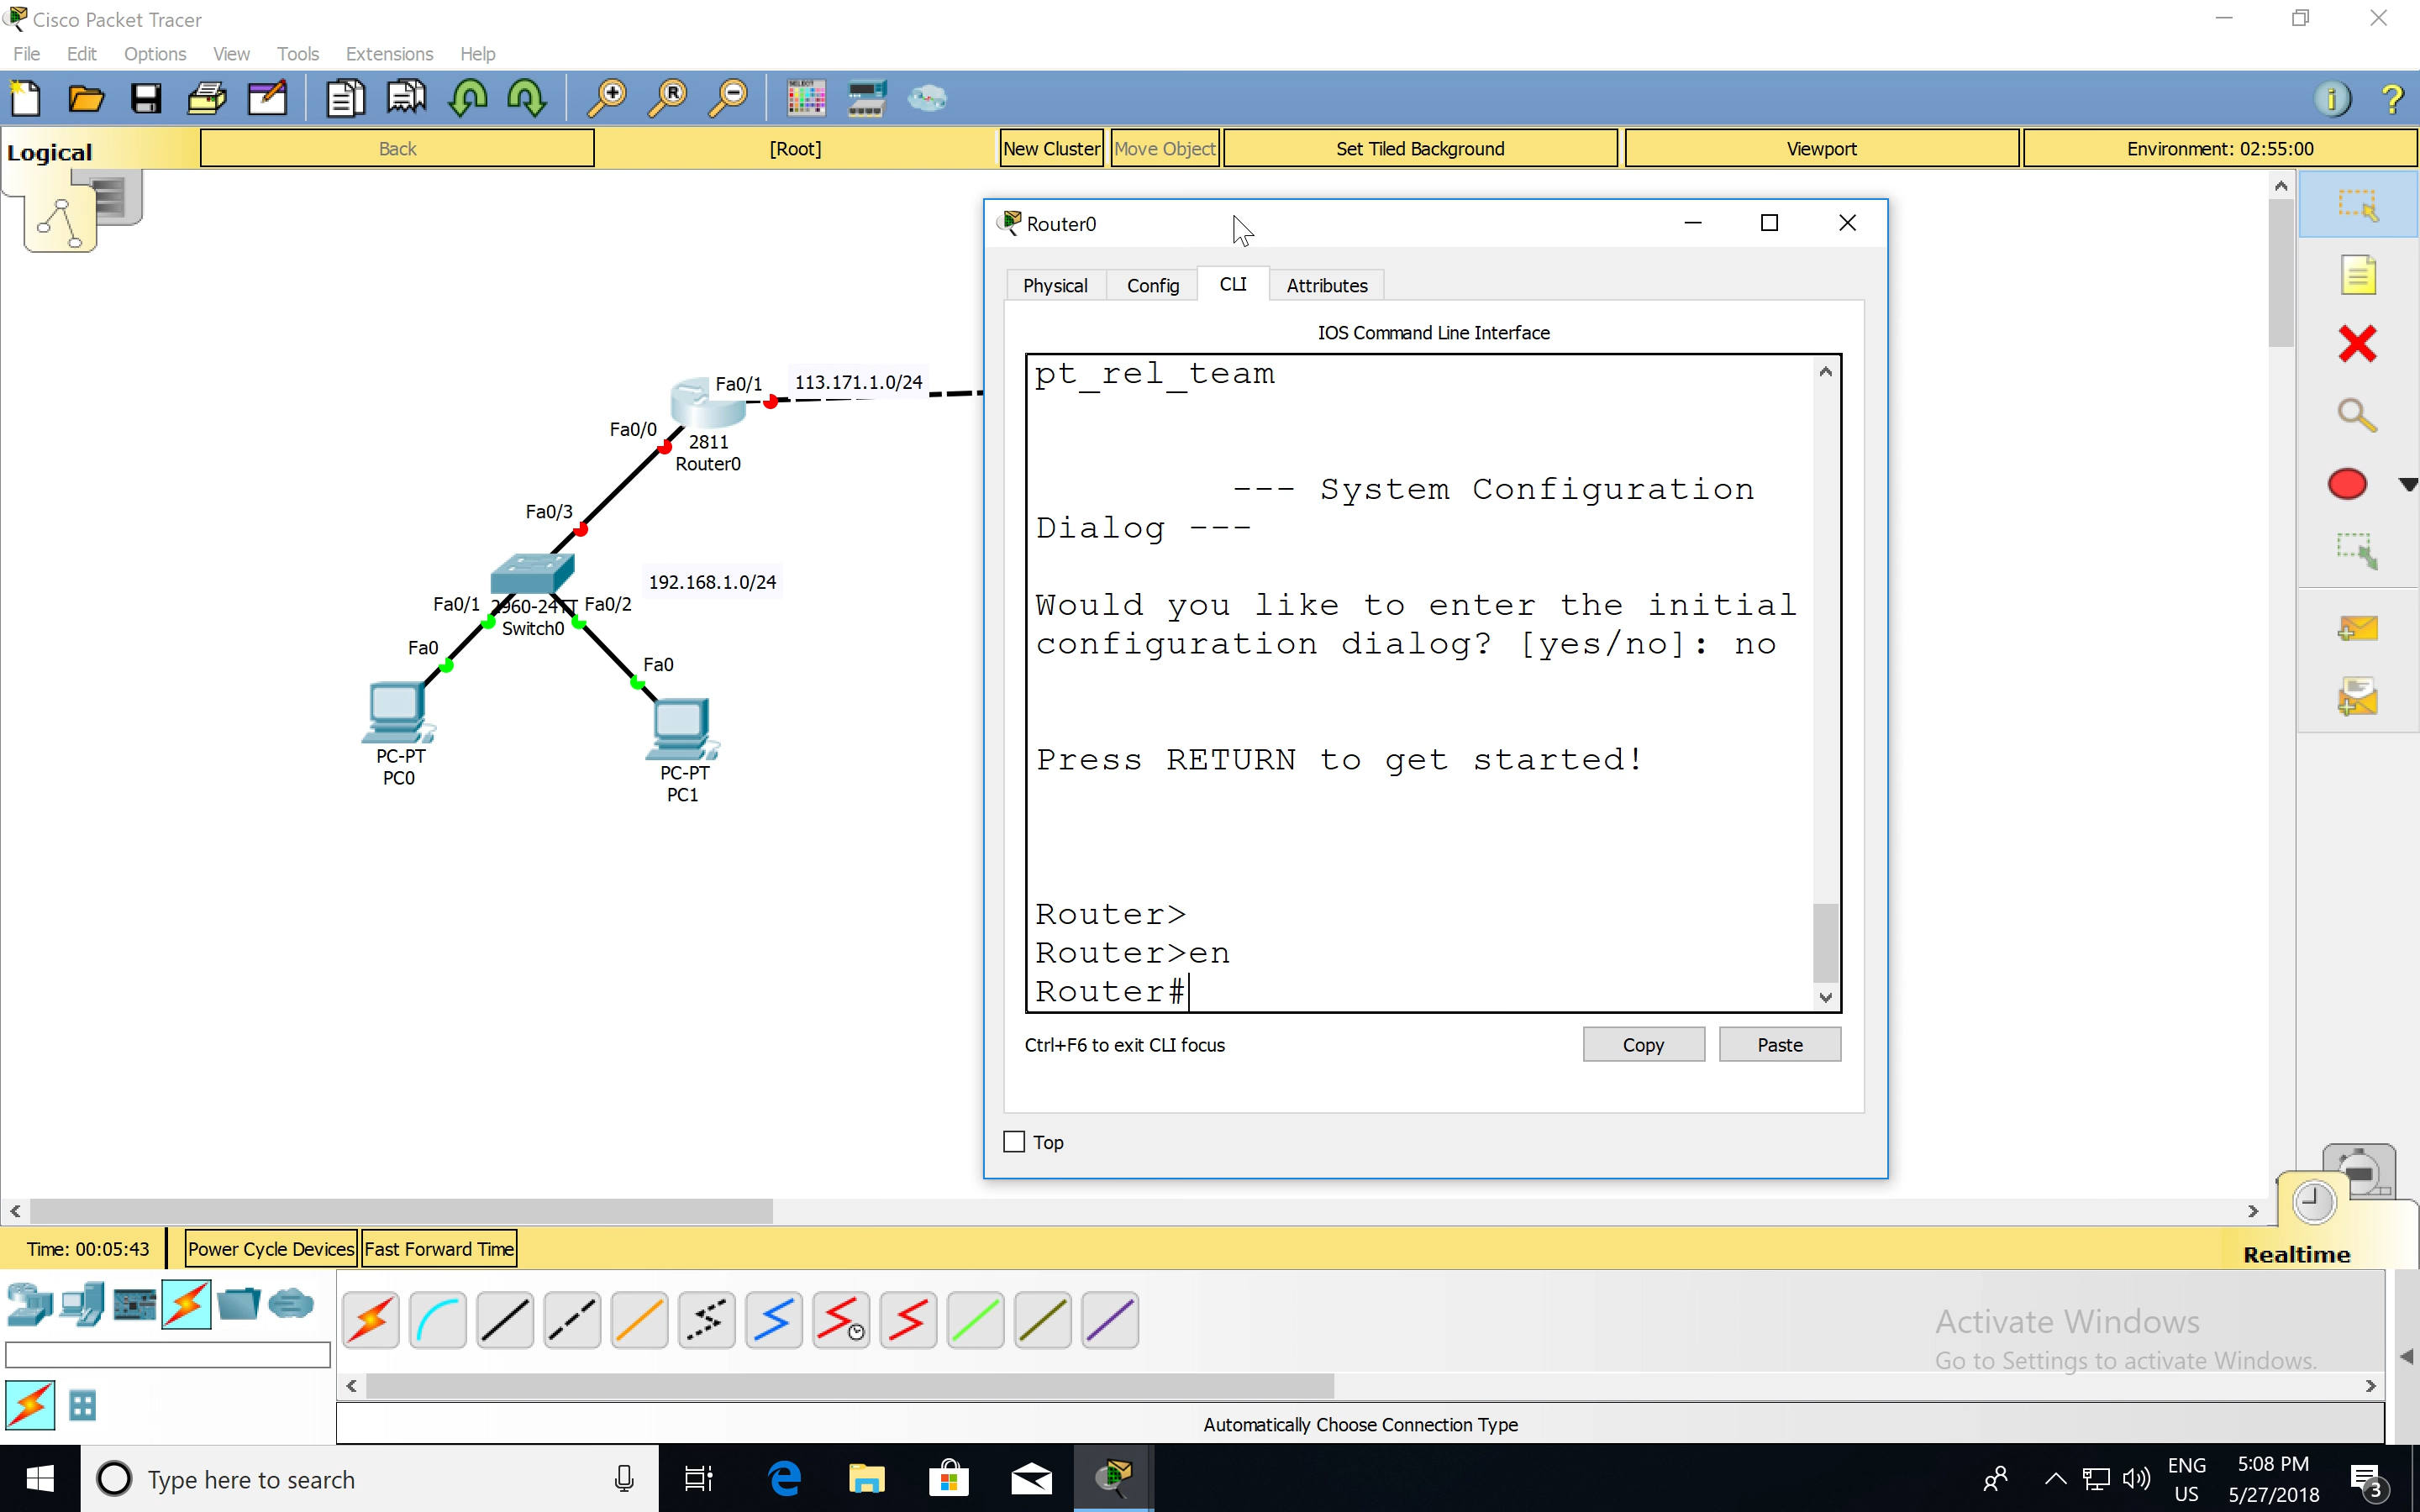 Cisco Packet Tracer
File Edit Options View Tools Extensions Help
Logical
Back
[Root]
New Cluster
Move Object
Set Tiled Background
Viewport
Environment: 02:55:00
Fa0/1
113.171.1.0/24
Fa0/0
2811
Router0
Fa0/3
192.168.1.0/24
Fa0/1
2960-24TT
Fa0/2
Switch0
Fa0
Fa0
PC-PT
PC0
PC-PT
PC1
Router0
Physical
Config
CLI
Attributes
IOS Command Line Interface
pt_rel_team
--- System Configuration
Dialog ---
Would you like to enter the initial
configuration dialog? [yes/no]: no
Press RETURN to get started!
Router>
Router>en
Router#
Ctrl+F6 to exit CLI focus
Copy
Paste
Top
Time: 00:05:43
Power Cycle Devices
Fast Forward Time
Realtime
Activate Windows
Go to Settings to activate Windows.
Automatically Choose Connection Type
Type here to search
ENG
US
5:08 PM
5/27/2018
3